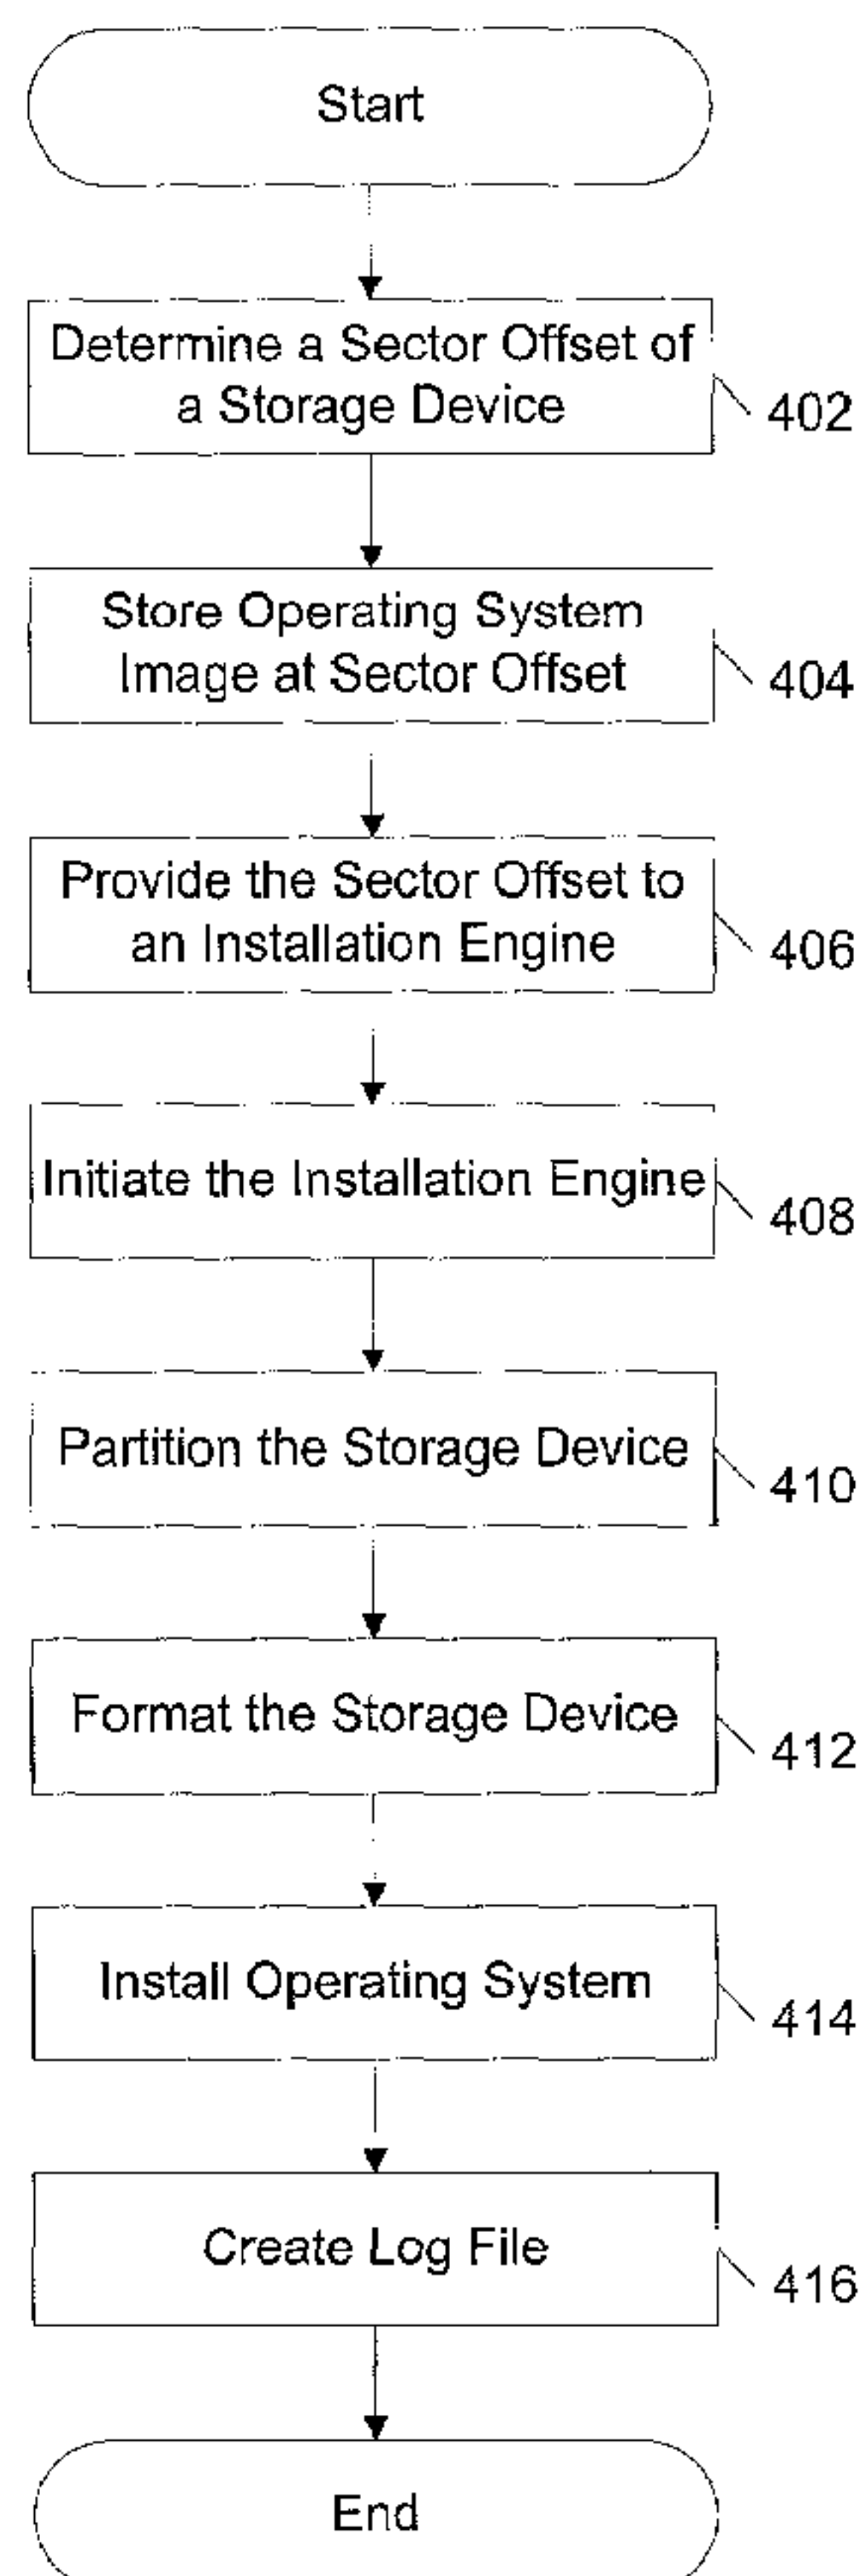 Start
Determine a Sector Offset of
a Storage Device
402
Store Operating System
Image at Sector Offset
404
Provide the Sector Offset to
an Installation Engine
406
Initiate the Installation Engine
408
Partition the Storage Device
410
Format the Storage Device
412
Install Operating System
414
Create Log File
416
End